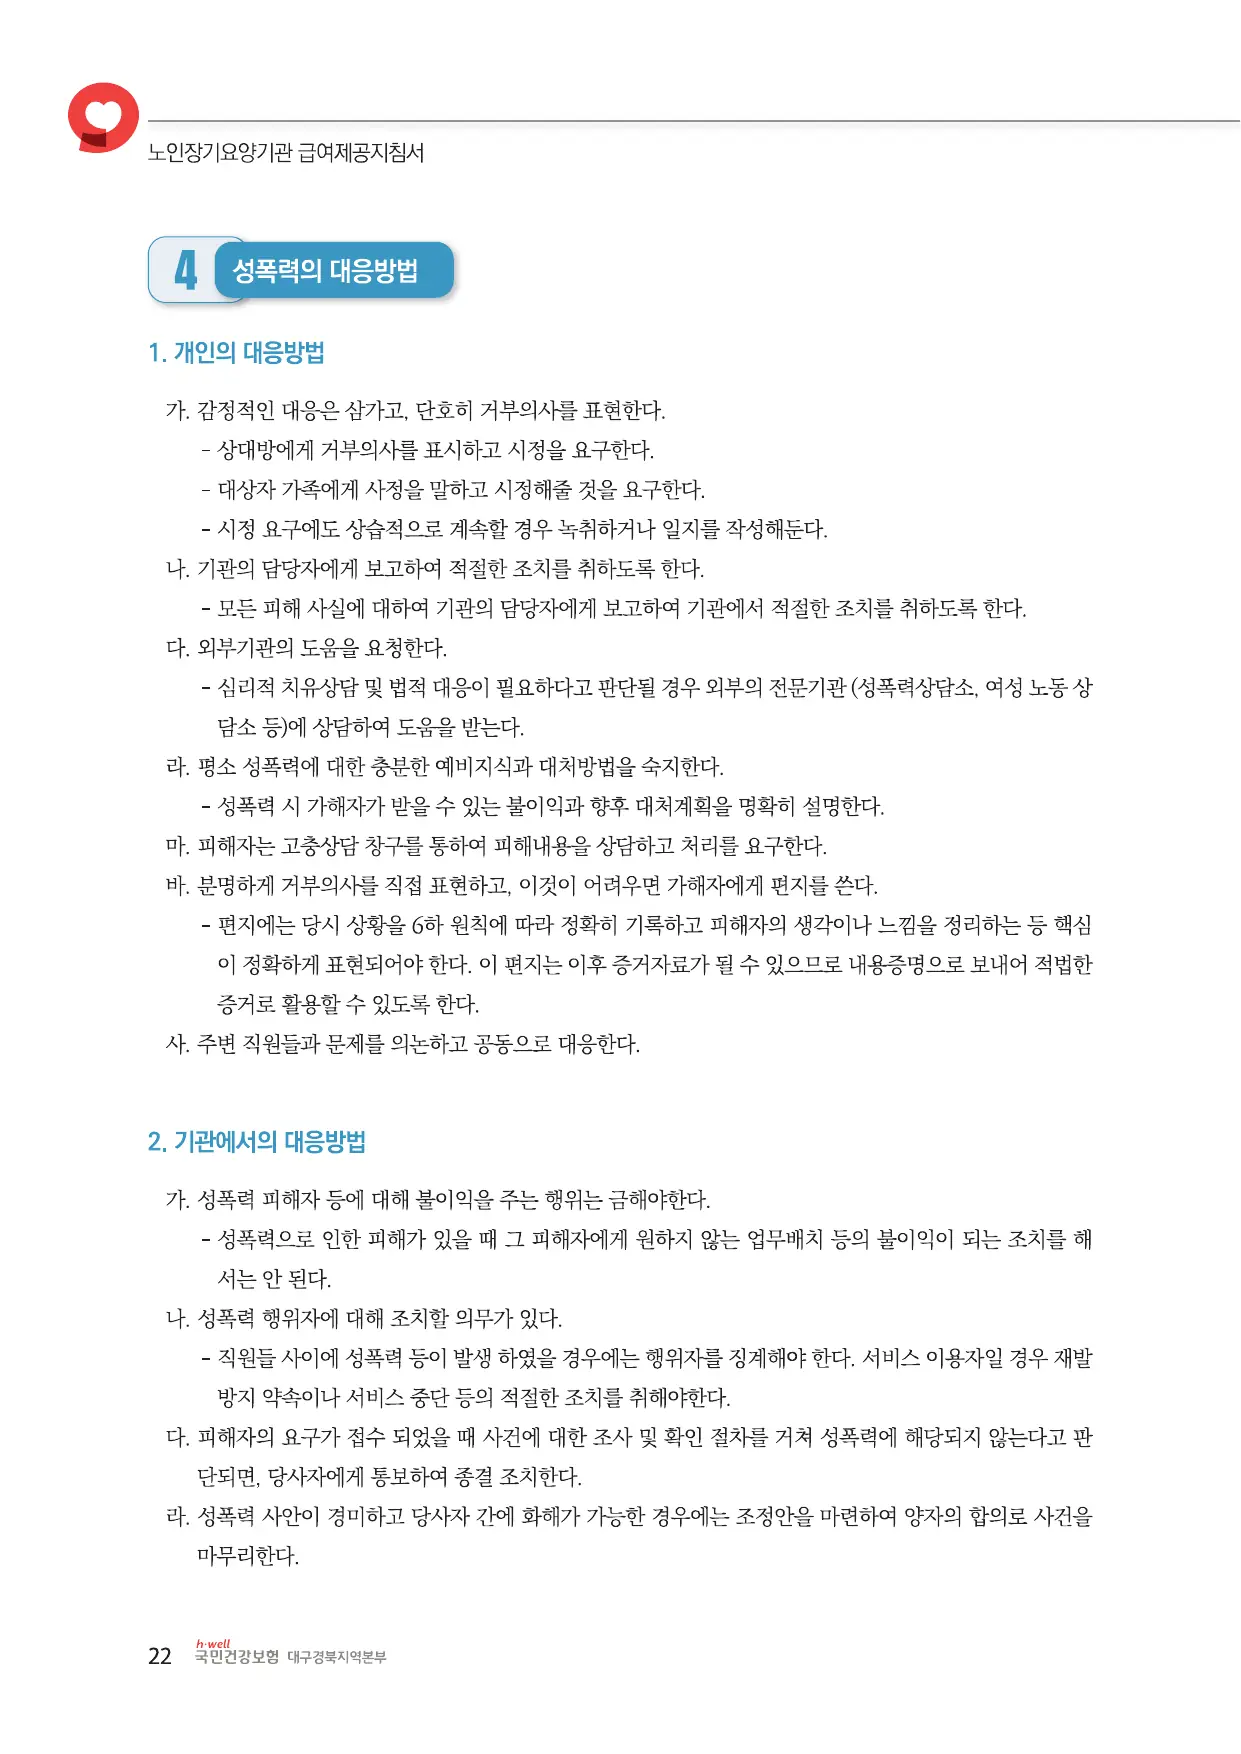 노인장기요양기관 급여제공지침서
4 성폭력의 대응방법
1. 개인의 대응방법
가. 감정적인 대응은 삼가고, 단호히 거부의사를 표현한다.
- 상대방에게 거부의사를 표시하고 시정을 요구한다.
- 대상자 가족에게 사정을 말하고 시정해줄 것을 요구한다.
- 시정 요구에도 상습적으로 계속할 경우 녹취하거나 일지를 작성해둔다.
나. 기관의 담당자에게 보고하여 적절한 조치를 취하도록 한다.
- 모든 피해 사실에 대하여 기관의 담당자에게 보고하여 기관에서 적절한 조치를 취하도록 한다.
다. 외부기관의 도움을 요청한다.
- 심리적 치유상담 및 법적 대응이 필요하다고 판단될 경우 외부의 전문기관 (성폭력상담소, 여성 노동 상
담소 등)에 상담하여 도움을 받는다.
라. 평소 성폭력에 대한 충분한 예비지식과 대처방법을 숙지한다.
- 성폭력 시 가해자가 받을 수 있는 불이익과 향후 대처계획을 명확히 설명한다.
마. 피해자는 고충상담 창구를 통하여 피해내용을 상담하고 처리를 요구한다.
바. 분명하게 거부의사를 직접 표현하고, 이것이 어려우면 가해자에게 편지를 쓴다.
- 편지에는 당시 상황을 6하 원칙에 따라 정확히 기록하고 피해자의 생각이나 느낌을 정리하는 등 핵심
이 정확하게 표현되어야 한다. 이 편지는 이후 증거자료가 될 수 있으므로 내용증명으로 보내어 적법한
증거로 활용할 수 있도록 한다.
사. 주변 직원들과 문제를 의논하고 공동으로 대응한다.
2. 기관에서의 대응방법
가. 성폭력 피해자 등에 대해 불이익을 주는 행위는 금해야한다.
- 성폭력으로 인한 피해가 있을 때 그 피해자에게 원하지 않는 업무배치 등의 불이익이 되는 조치를 해
서는 안 된다.
나. 성폭력 행위자에 대해 조치할 의무가 있다.
- 직원들 사이에 성폭력 등이 발생 하였을 경우에는 행위자를 징계해야 한다. 서비스 이용자일 경우 재발
방지 약속이나 서비스 중단 등의 적절한 조치를 취해야한다.
다. 피해자의 요구가 접수 되었을 때 사건에 대한 조사 및 확인 절차를 거쳐 성폭력에 해당되지 않는다고 판
단되면, 당사자에게 통보하여 종결 조치한다.
라. 성폭력 사안이 경미하고 당사자 간에 화해가 가능한 경우에는 조정안을 마련하여 양자의 합의로 사건을
마무리한다.
22 h·well 국민건강보험 대구경북지역본부